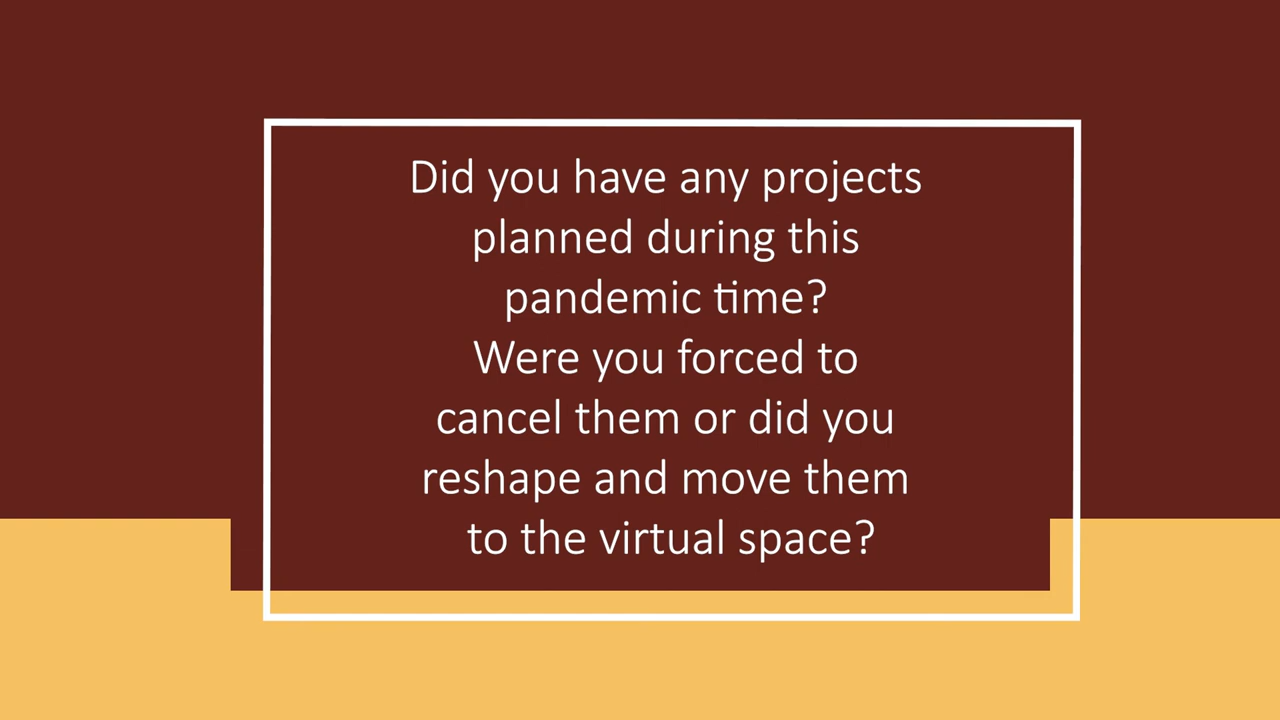 Did you have any projects
planned during this
pandemic time?
Were you forced to
cancel them or did you
reshape and move them
to the virtual space?